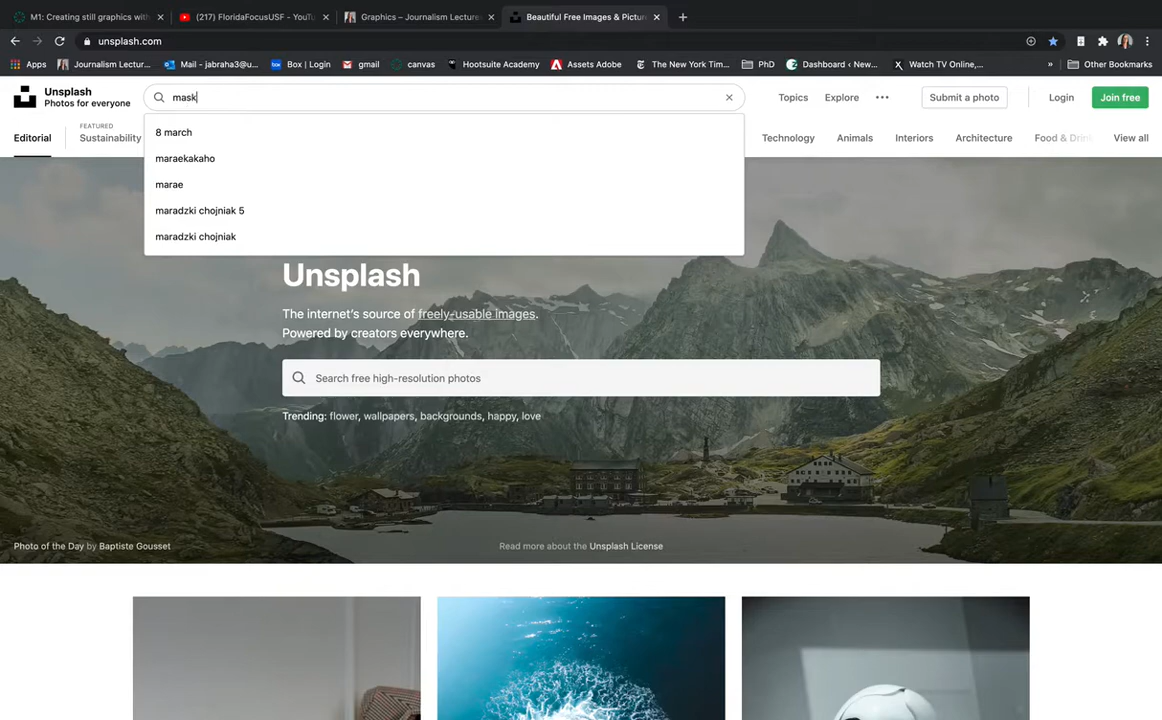 M1: Creating still graphics with
(217) FloridaFocusUSF - YouTu
Graphics – Journalism Lectures
Beautiful Free Images & Pictur
unsplash.com
Apps
Journalism Lectur...
Mail - jabraha3@u...
Box | Login
gmail
canvas
Hootsuite Academy
Assets Adobe
The New York Tim...
PhD
Dashboard ‹ New...
Watch TV Online,...
»
Other Bookmarks
Unsplash
Photos for everyone
mask
Topics
Explore
Submit a photo
Login
Join free
Editorial
FEATURED
Sustainability
Technology
Animals
Interiors
Architecture
Food & Drink
View all
8 march
maraekakaho
marae
maradzki chojniak 5
maradzki chojniak
Unsplash
The internet's source of freely-usable images.
Powered by creators everywhere.
Search free high-resolution photos
Trending: flower, wallpapers, backgrounds, happy, love
Photo of the Day by Baptiste Gousset
Read more about the Unsplash License